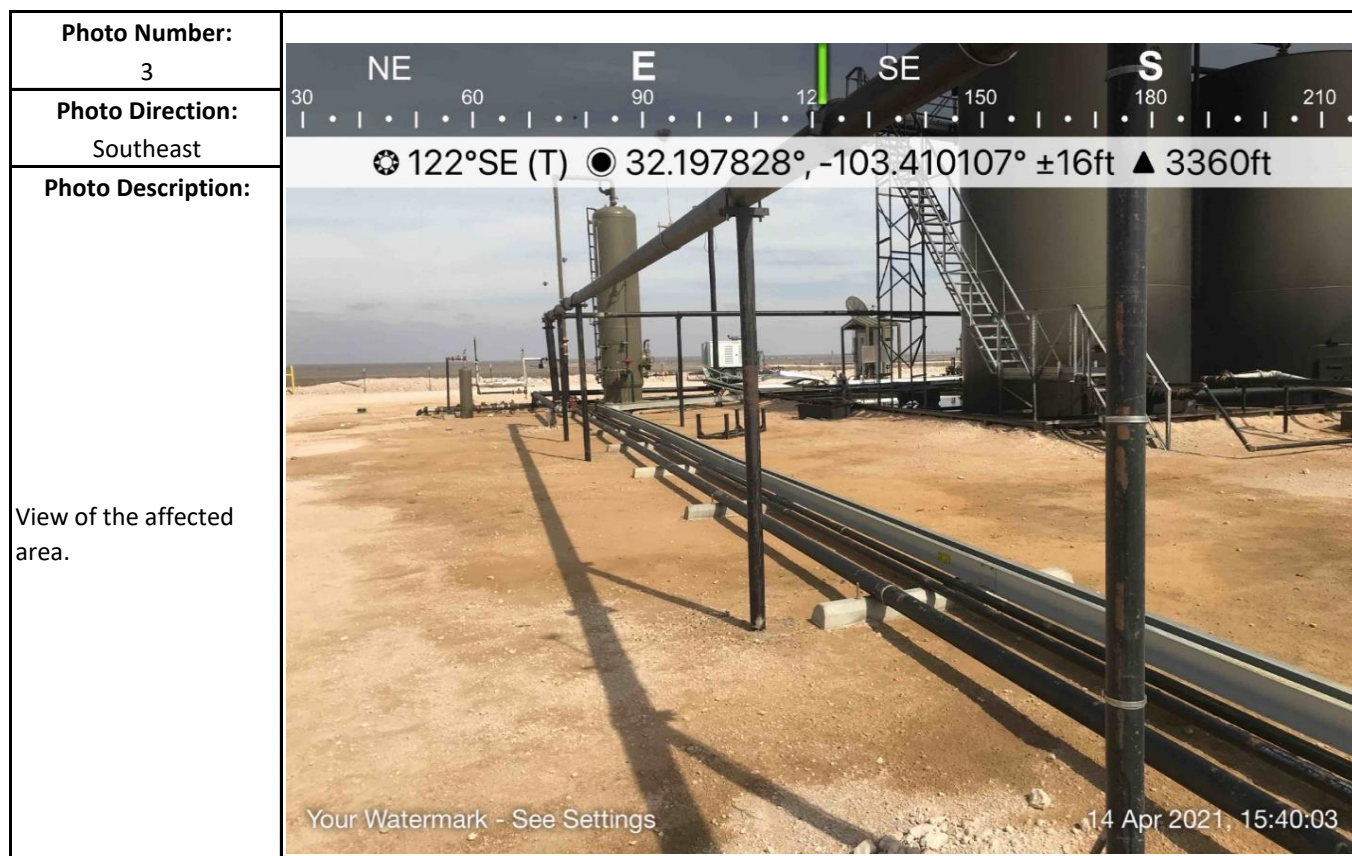 Photo Number:
3
Photo Direction:
Southeast
Photo Description:
View of the affected
area.
NE E SE S
30 60 90 12 150 180 210
122°SE (T) 32.197828°, -103.410107° ±16ft ▲ 3360ft
Your Watermark - See Settings
14 Apr 2021, 15:40:03